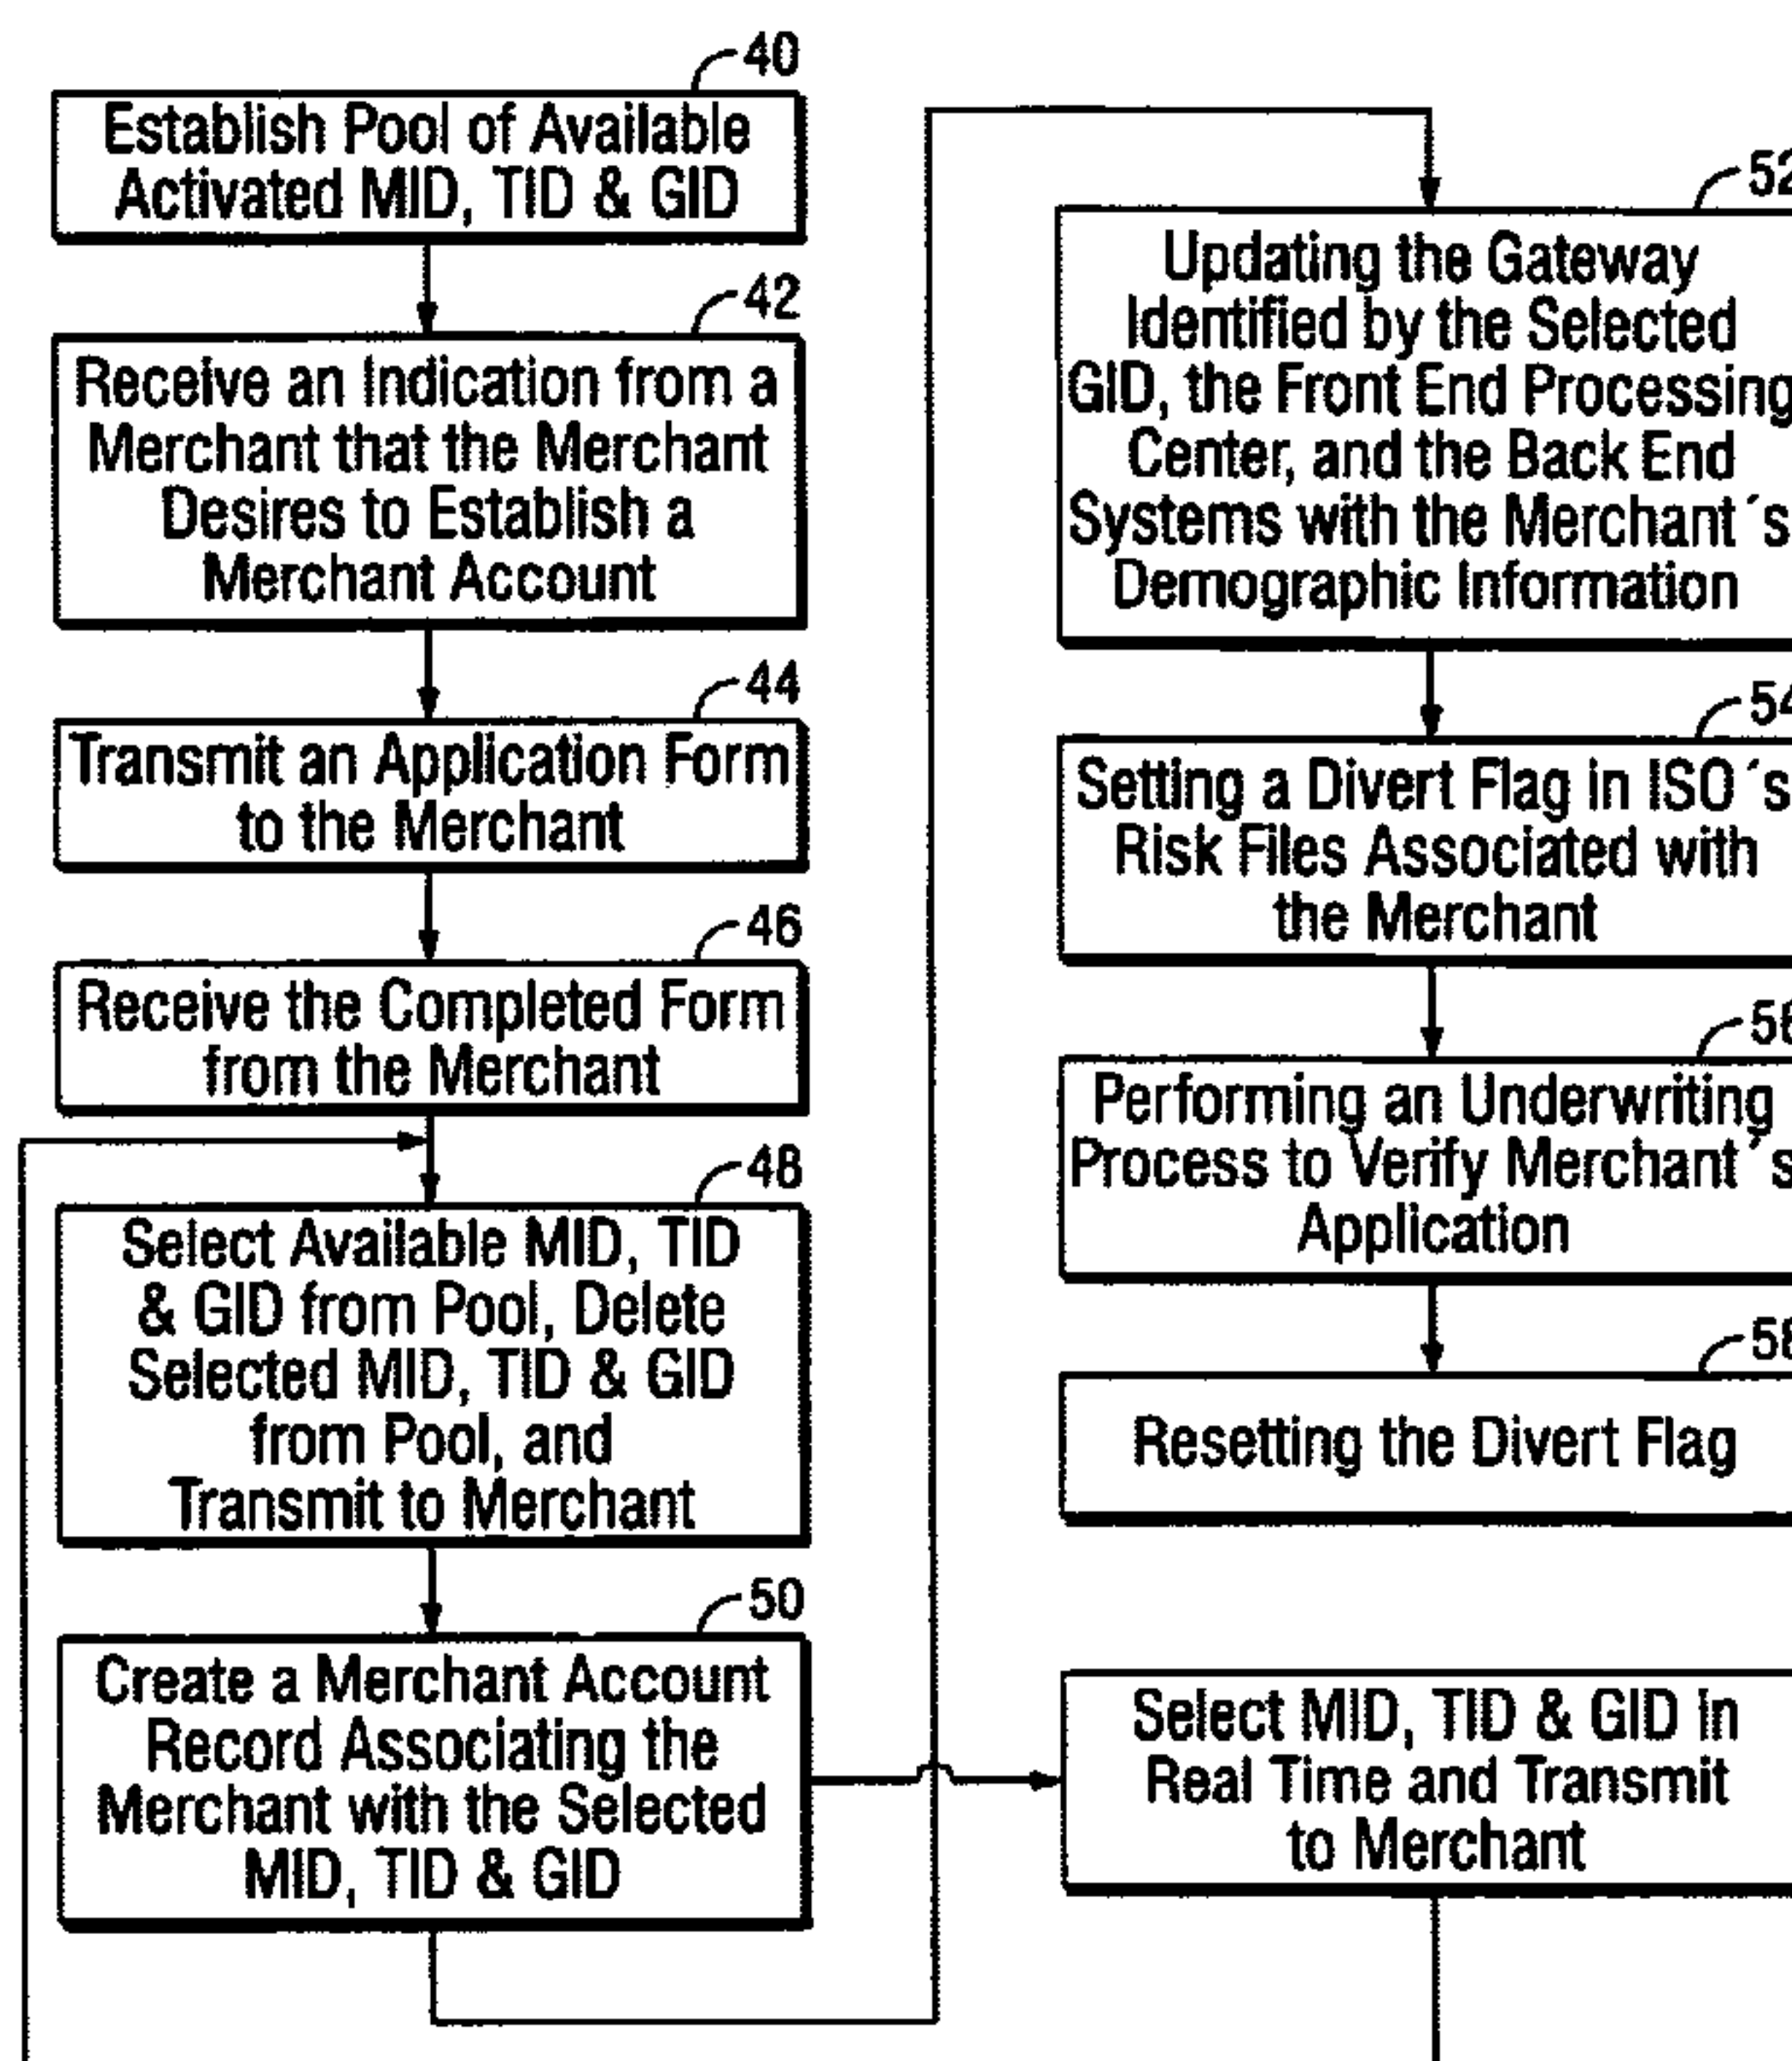 40
Establish Pool of Available
Activated MID, TID & GID
42
Receive an Indication from a
Merchant that the Merchant
Desires to Establish a
Merchant Account
44
Transmit an Application Form
to the Merchant
46
Receive the Completed Form
from the Merchant
48
Select Available MID, TID
& GID from Pool, Delete
Selected MID, TID & GID
from Pool, and
Transmit to Merchant
50
Create a Merchant Account
Record Associating the
Merchant with the Selected
MID, TID & GID
52
Updating the Gateway
Identified by the Selected
GID, the Front End Processing
Center, and the Back End
Systems with the Merchant´s
Demographic Information
54
Setting a Divert Flag in ISO´s
Risk Files Associated with
the Merchant
56
Performing an Underwriting
Process to Verify Merchant´s
Application
58
Resetting the Divert Flag
Select MID, TID & GID in
Real Time and Transmit
to Merchant